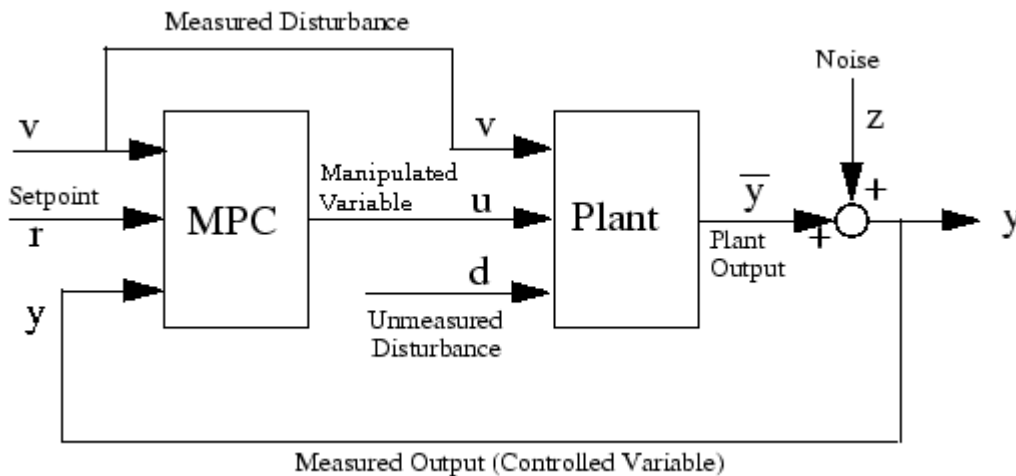 Measured Disturbance
Noise
v
v
z
Setpoint
Manipulated
Variable
+
r
MPC
u
Plant
y̅
+
y
Plant
Output
d
y
Unmeasured
Disturbance
Measured Output (Controlled Variable)